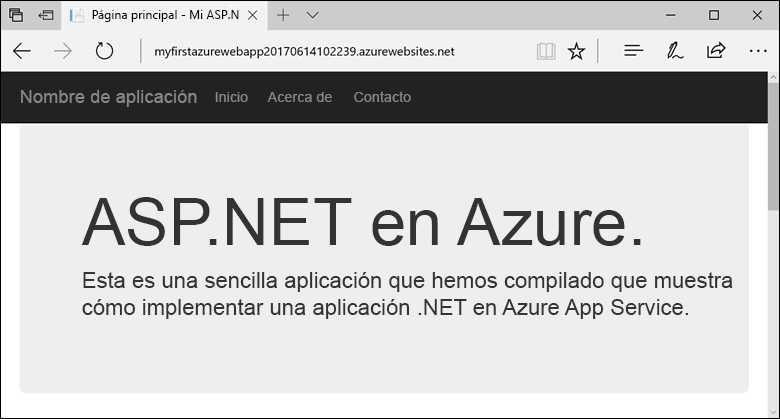 Página principal - Mi ASP.N
myfirstazurewebapp20170614102239.azurewebsites.net
Nombre de aplicación Inicio Acerca de Contacto
ASP.NET en Azure.
Esta es una sencilla aplicación que hemos compilado que muestra
cómo implementar una aplicación .NET en Azure App Service.